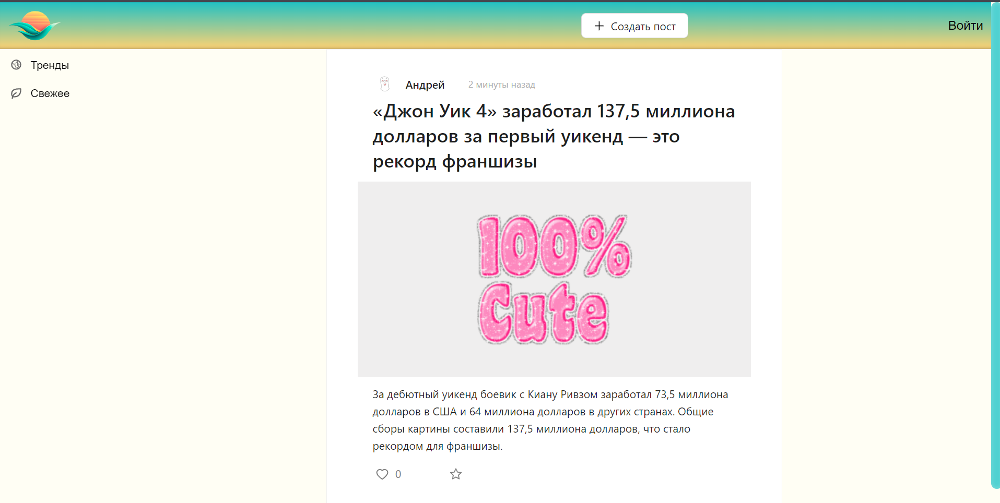 Создать пост
Войти
Тренды
Свежее
Андрей 2 минуты назад
«Джон Уик 4» заработал 137,5 миллиона
долларов за первый уикенд — это
рекорд франшизы
100%
Cute
За дебютный уикенд боевик с Киану Ривзом заработал 73,5 миллиона
долларов в США и 64 миллиона долларов в других странах. Общие
сборы картины составили 137,5 миллиона долларов, что стало
рекордом для франшизы.
0